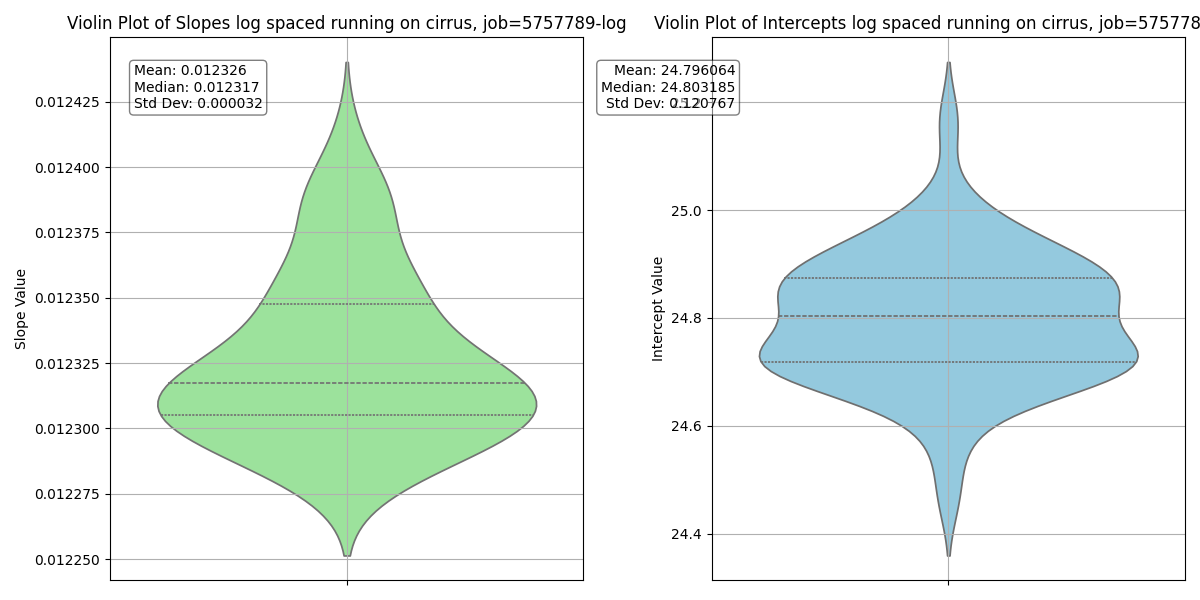 Violin Plot of Slopes log spaced running on cirrus, job=5757789-log
Mean: 0.012326
Median: 0.012317
Std Dev: 0.000032
Slope Value
0.012425
0.012400
0.012375
0.012350
0.012325
0.012300
0.012275
0.012250
Violin Plot of Intercepts log spaced running on cirrus, job=575778
Mean: 24.796064
Median: 24.803185
Std Dev: 0.120767
Intercept Value
25.0
24.8
24.6
24.4